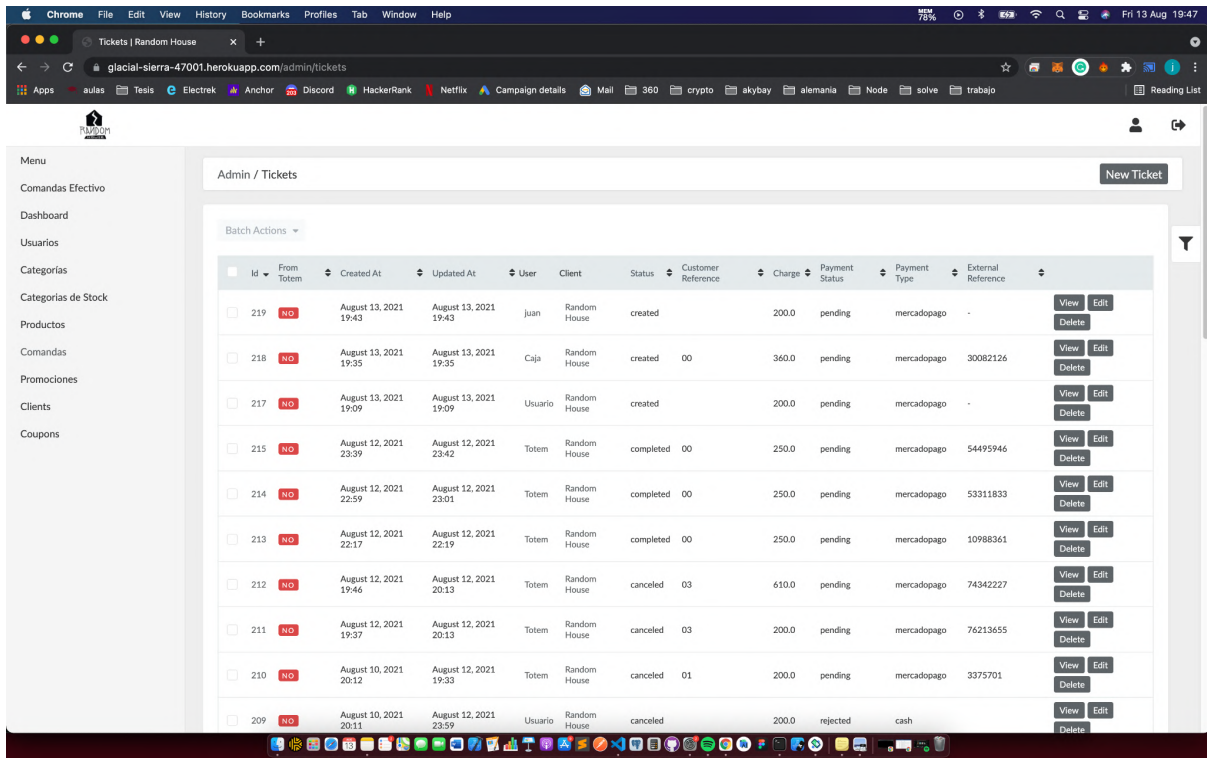 Chrome File Edit View History Bookmarks Profiles Tab Window Help MEM 78% Fri 13 Aug 19:47
Tickets | Random House
glacial-sierra-47001.herokuapp.com/admin/tickets
Apps aulas Tesis Electrek Anchor Discord HackerRank Netflix Campaign details Mail 360 crypto akybay alemania Node solve trabajo Reading List
RANDOM
Menu
Comandas Efectivo
Dashboard
Usuarios
Categorías
Categorias de Stock
Productos
Comandas
Promociones
Clients
Coupons
Admin / Tickets New Ticket
Batch Actions
Id From Totem Created At Updated At User Client Status Customer Reference Charge Payment Status Payment Type External Reference
219 NO August 13, 2021 19:43 August 13, 2021 19:43 juan Random House created 200.0 pending mercadopago - View Edit Delete
218 NO August 13, 2021 19:35 August 13, 2021 19:35 Caja Random House created 00 360.0 pending mercadopago 30082126 View Edit Delete
217 NO August 13, 2021 19:09 August 13, 2021 19:09 Usuario Random House created 200.0 pending mercadopago - View Edit Delete
215 NO August 12, 2021 23:39 August 12, 2021 23:42 Totem Random House completed 00 250.0 pending mercadopago 54495946 View Edit Delete
214 NO August 12, 2021 22:59 August 12, 2021 23:01 Totem Random House completed 00 250.0 pending mercadopago 53311833 View Edit Delete
213 NO August 12, 2021 22:17 August 12, 2021 22:19 Totem Random House completed 00 250.0 pending mercadopago 10988361 View Edit Delete
212 NO August 12, 2021 19:46 August 12, 2021 20:13 Totem Random House canceled 03 610.0 pending mercadopago 74342227 View Edit Delete
211 NO August 12, 2021 19:37 August 12, 2021 20:13 Totem Random House canceled 03 200.0 pending mercadopago 76213655 View Edit Delete
210 NO August 10, 2021 20:12 August 12, 2021 19:33 Totem Random House canceled 01 200.0 pending mercadopago 3375701 View Edit Delete
209 NO August 10, 2021 20:11 August 12, 2021 23:59 Usuario Random House canceled 200.0 rejected cash View Edit Delete